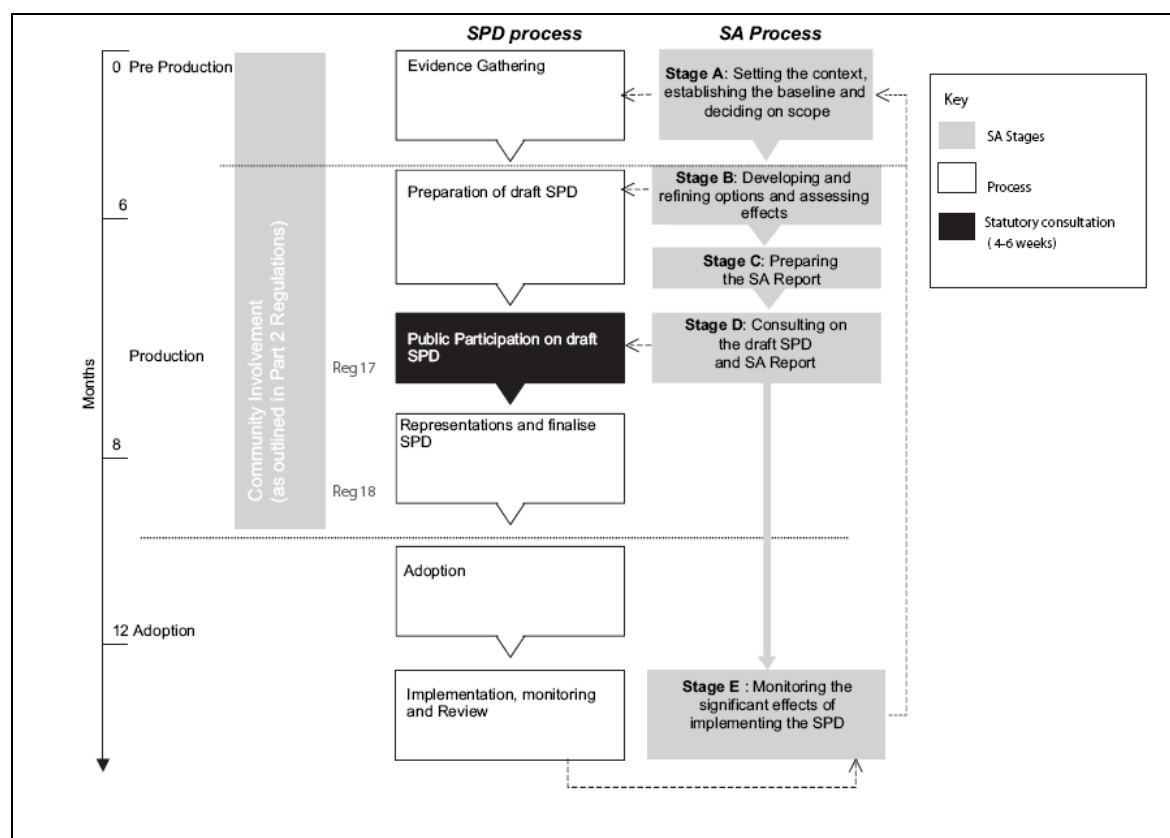 SPD process
SA Process
0 Pre Production
Evidence Gathering
Stage A: Setting the context,
establishing the baseline and
deciding on scope
Key
SA Stages
Process
Statutory consultation
( 4-6 weeks)
6
Preparation of draft SPD
Stage B: Developing and
refining options and assessing
effects
Stage C: Preparing
the SA Report
Production
Reg 17
Public Participation on draft
SPD
Stage D: Consulting on
the draft SPD
and SA Report
Months
Community Involvement
(as outlined in Part 2 Regulations)
8
Representations and finalise
SPD
Reg 18
Adoption
12 Adoption
Implementation, monitoring
and Review
Stage E : Monitoring the
significant effects of
implementing the SPD